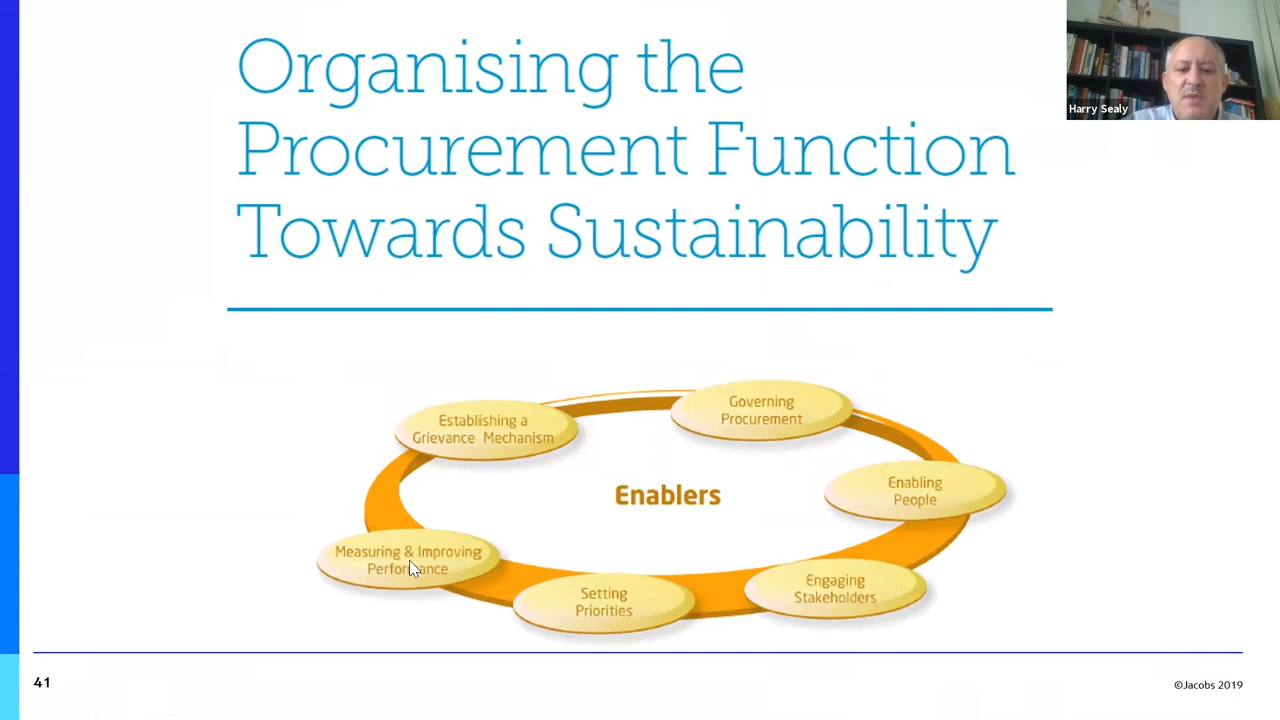 Organising the
Procurement Function
Towards Sustainability
Harry Sealy
Governing
Procurement
Establishing a
Grievance Mechanism
Enabling
People
Enablers
Measuring & Improving
Performance
Engaging
Stakeholders
Setting
Priorities
41
©Jacobs 2019